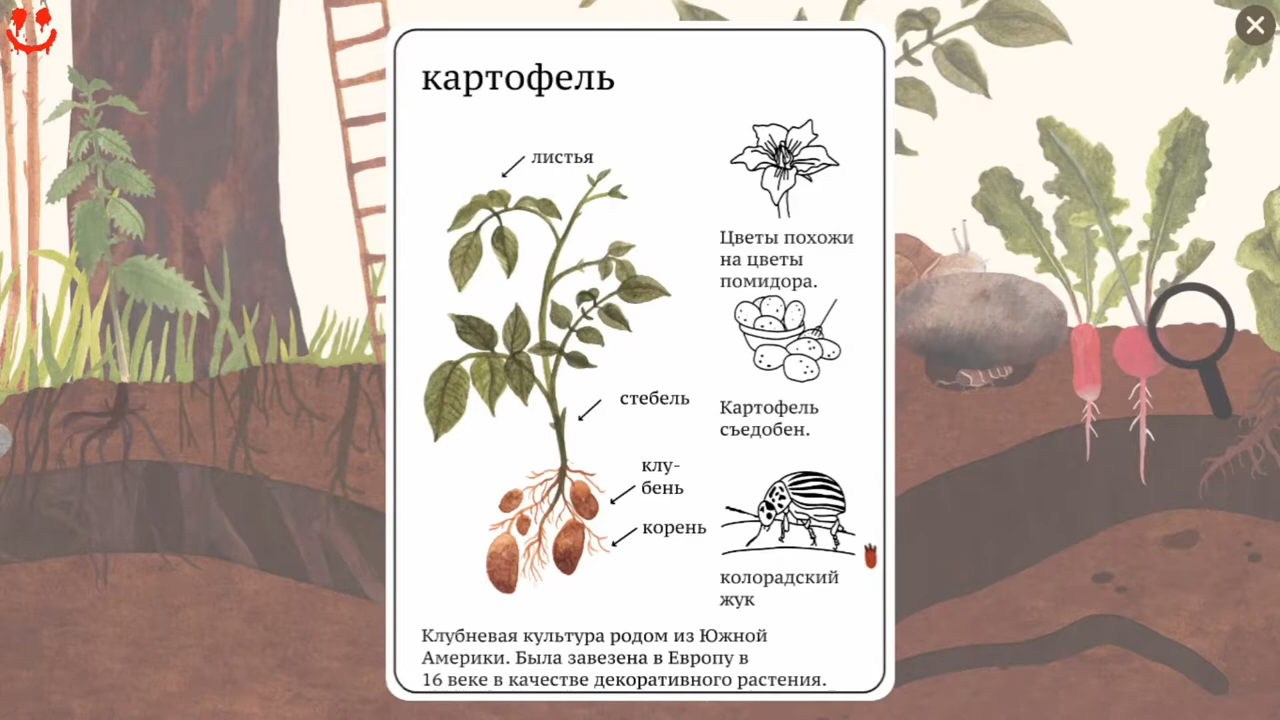 картофель
листья
Цветы похожи
на цветы
помидора.
стебель
Картофель
съедобен.
клу-
бень
корень
колорадский
жук
Клубневая культура родом из Южной
Америки. Была завезена в Европу в
16 веке в качестве декоративного растения.